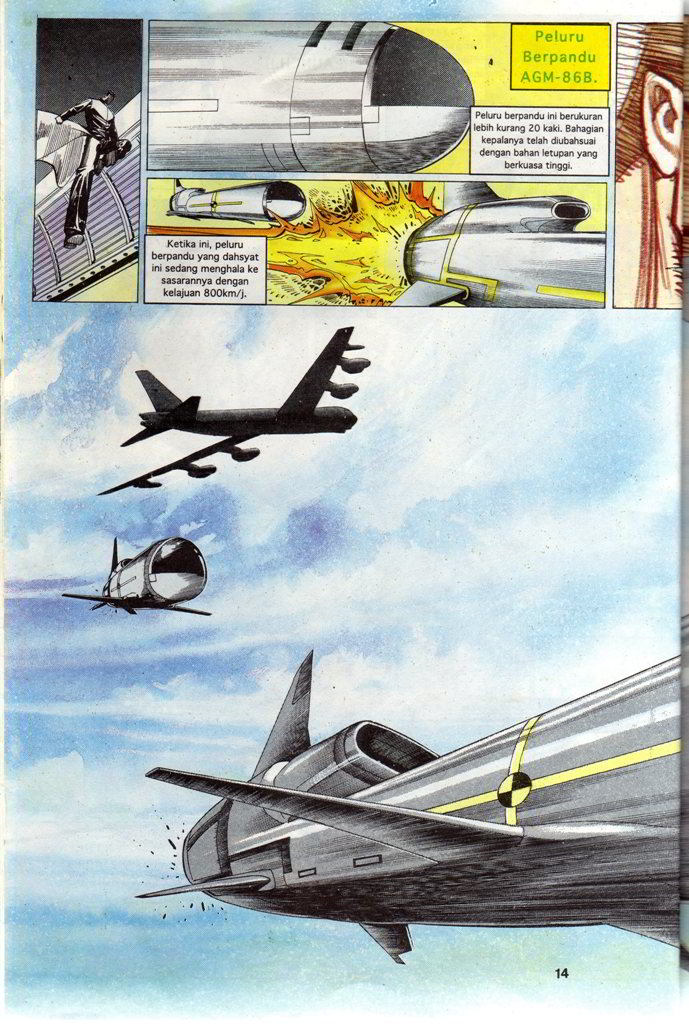 Peluru
Berpandu
AGM-86B.
Peluru berpandu ini berukuran
lebih kurang 20 kaki. Bahagian
kepalanya telah diubahsuai
dengan bahan letupan yang
berkuasa tinggi.
Ketika ini, peluru
berpandu yang dahsyat
ini sedang menghala ke
sasarannya dengan
kelajuan 800km/j.
14